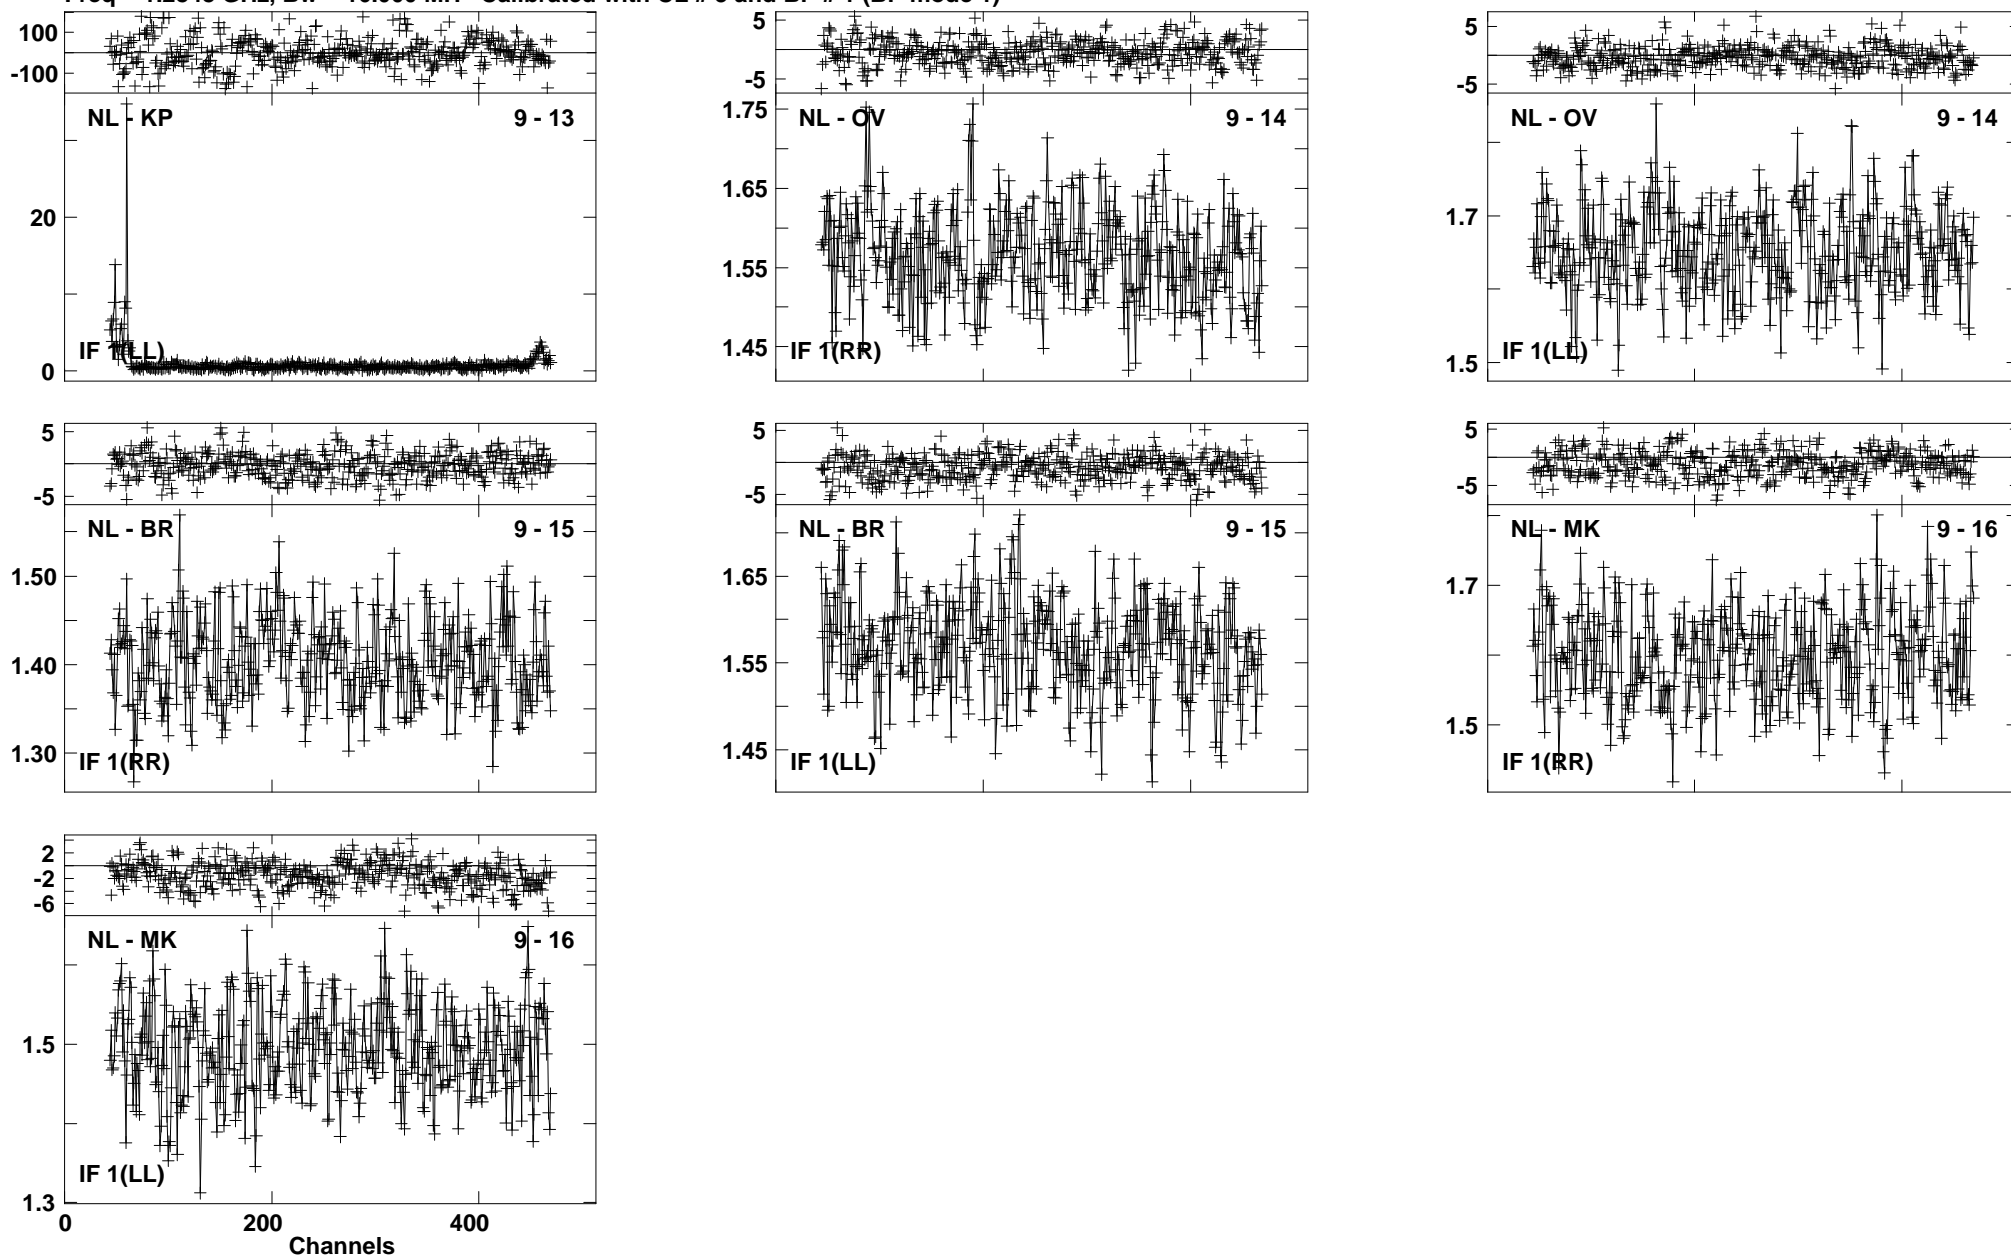 100
-100
NL - KP 9 - 13
20
0
IF 1(LL)
5
-5
NL - OV 9 - 14
1.75
1.65
1.55
1.45
IF 1(RR)
5
-5
NL - OV 9 - 14
1.7
1.5
IF 1(LL)
5
-5
NL - BR 9 - 15
1.50
1.40
1.30
IF 1(RR)
5
-5
NL - BR 9 - 15
1.65
1.55
1.45
IF 1(LL)
5
-5
NL - MK 9 - 16
1.7
1.5
IF 1(RR)
2
-2
-6
NL - MK 9 - 16
1.5
1.3
IF 1(LL)
0 200 400
Channels